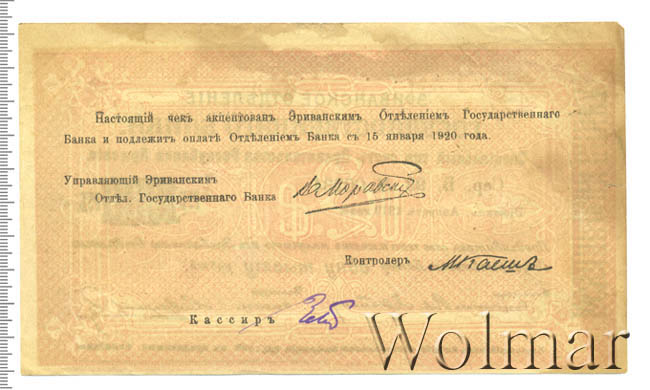 Настоящій чекъ акцептованъ Эриванскимъ Отдѣленіемъ Государственнаго
Банка и подлежитъ оплатѣ Отдѣленіемъ Банка съ 15 января 1920 года.
Управляющій Эриванскимъ
Отдѣл. Государственнаго Банка
Контролеръ
Кассиръ
Wolmar